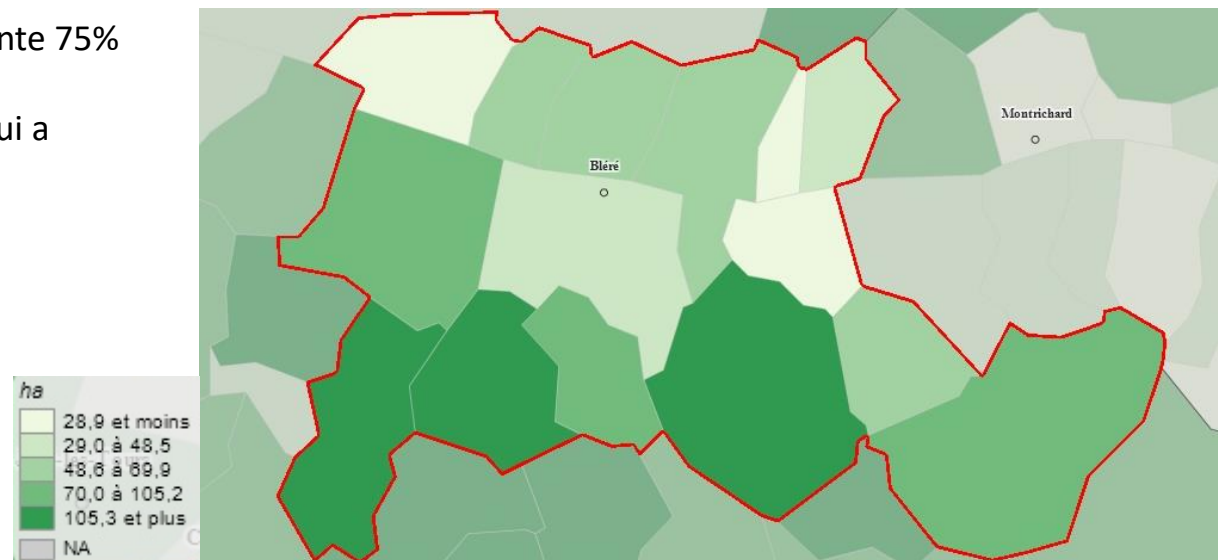 nte 75%
ui a
Montrichard
Bléré
ha
28,9 et moins
29,0 à 48,5
48,6 à 69,9
70,0 à 105,2
105,3 et plus
NA